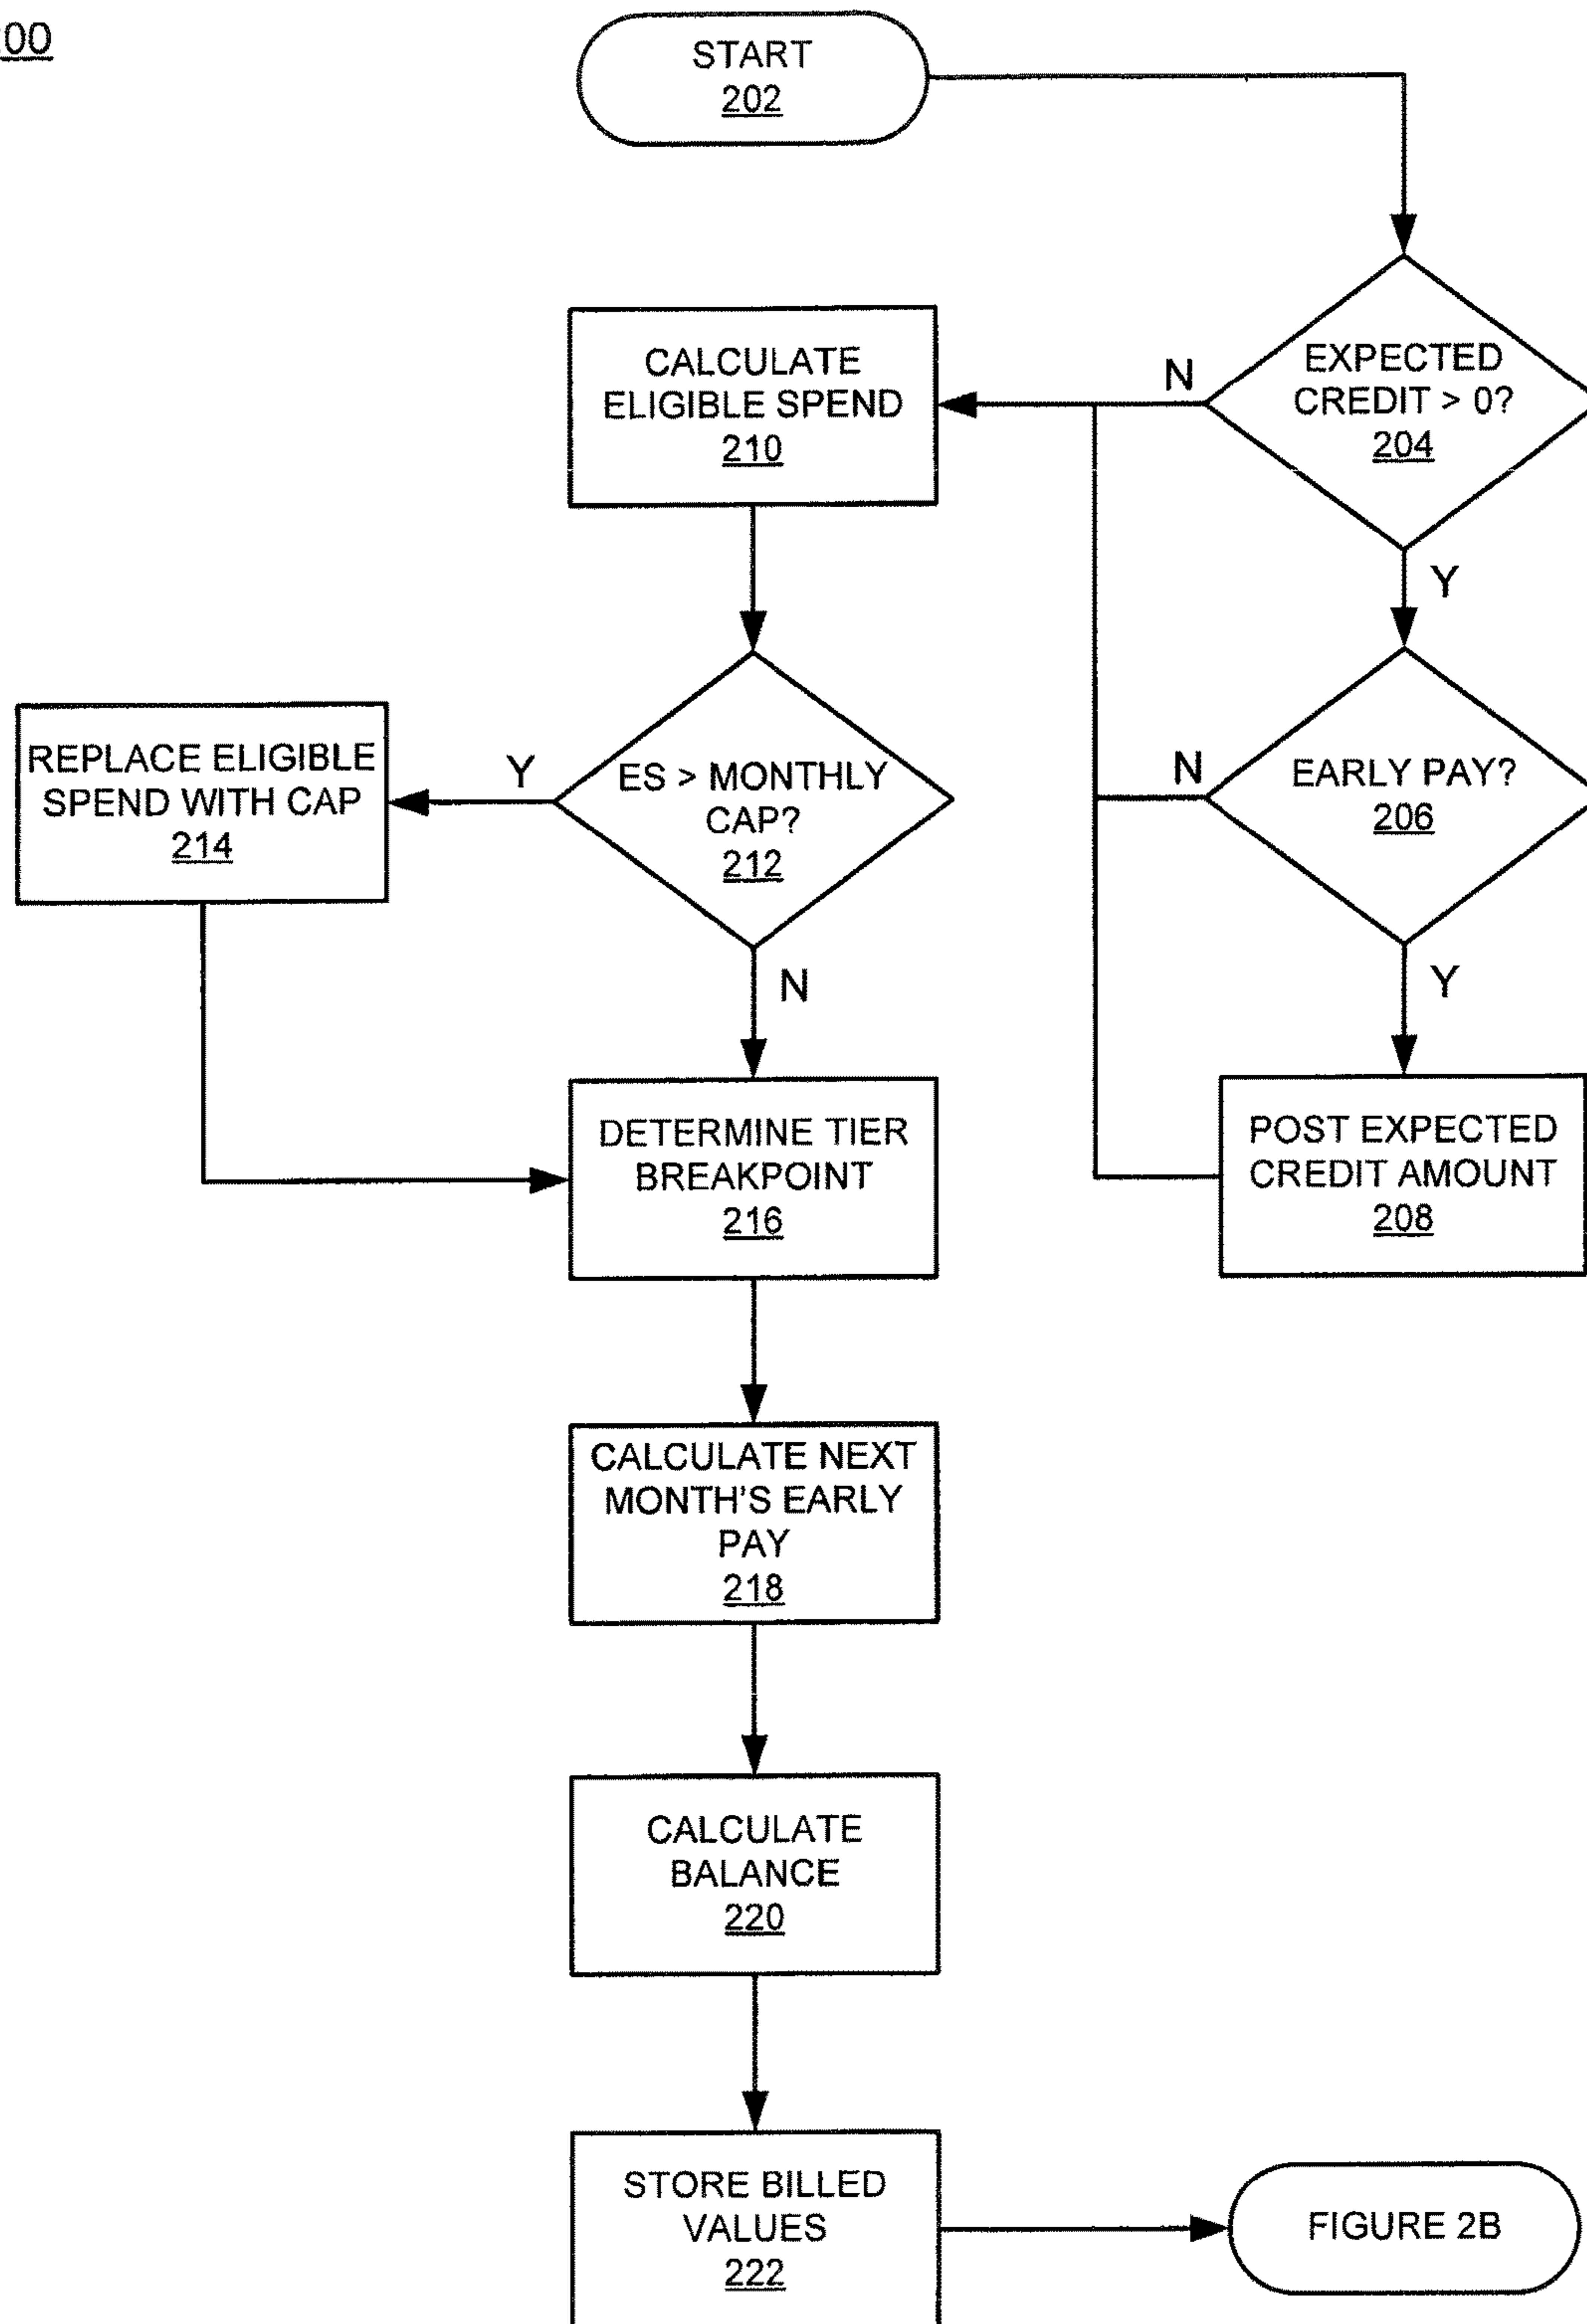 00
START
202
EXPECTED
CREDIT > 0?
204
N
Y
CALCULATE
ELIGIBLE SPEND
210
EARLY PAY?
206
N
Y
POST EXPECTED
CREDIT AMOUNT
208
ES > MONTHLY
CAP?
212
Y
N
REPLACE ELIGIBLE
SPEND WITH CAP
214
DETERMINE TIER
BREAKPOINT
216
CALCULATE NEXT
MONTH'S EARLY
PAY
218
CALCULATE
BALANCE
220
STORE BILLED
VALUES
222
FIGURE 2B